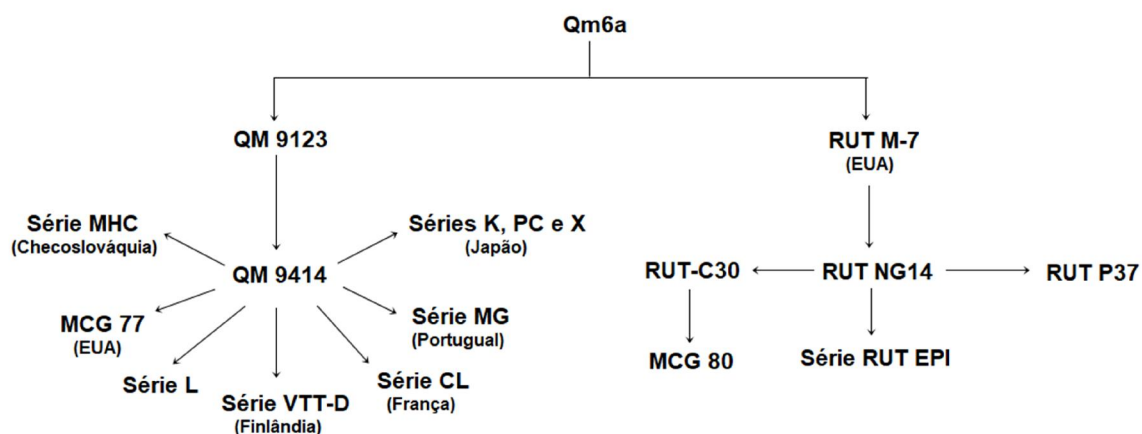 Qm6a
QM 9123
RUT M-7
(EUA)
Série MHC
(Checoslováquia)
Séries K, PC e X
(Japão)
QM 9414
RUT-C30
RUT NG14
RUT P37
MCG 77
(EUA)
Série MG
(Portugual)
MCG 80
Série RUT EPI
Série L
Série VTT-D
(Finlândia)
Série CL
(França)